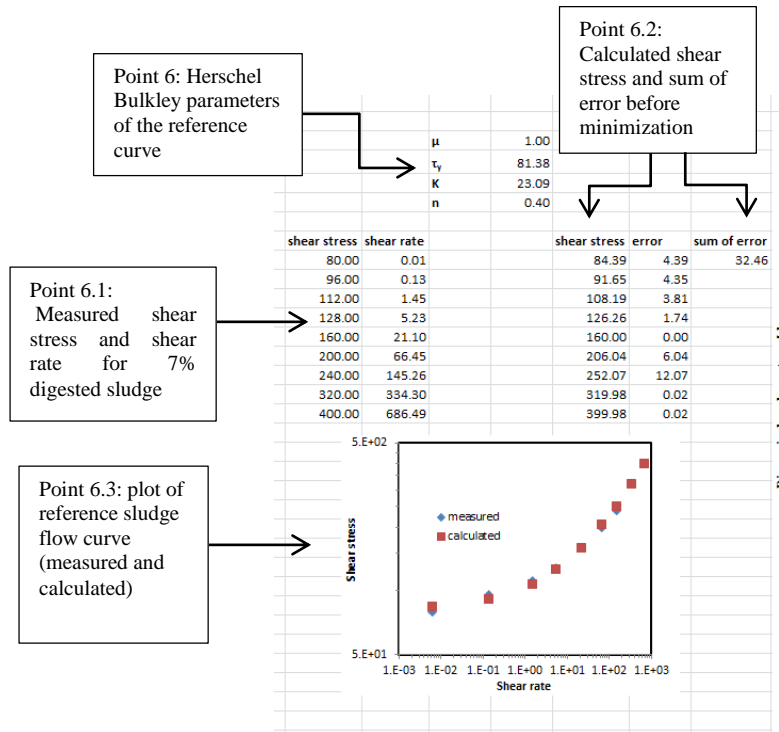 Point 6.2:
Calculated shear
stress and sum of
error before
minimization
Point 6: Herschel
Bulkley parameters
of the reference
curve
μ 1.00
τy 81.38
K 23.09
n 0.40
shear stress shear rate shear stress error sum of error
80.00 0.01 84.39 4.39 32.46
96.00 0.13 91.65 4.35
112.00 1.45 108.19 3.81
128.00 5.23 126.26 1.74
160.00 21.10 160.00 0.00
200.00 66.45 206.04 6.04
240.00 145.26 252.07 12.07
320.00 334.30 319.98 0.02
400.00 686.49 399.98 0.02
Point 6.1:
Measured shear
stress and shear
rate for 7%
digested sludge
Point 6.3: plot of
reference sludge
flow curve
(measured and
calculated)
5.E+02
measured
calculated
Shear stress
5.E+01
1.E-03 1.E-02 1.E-01 1.E+00 1.E+01 1.E+02 1.E+03
Shear rate